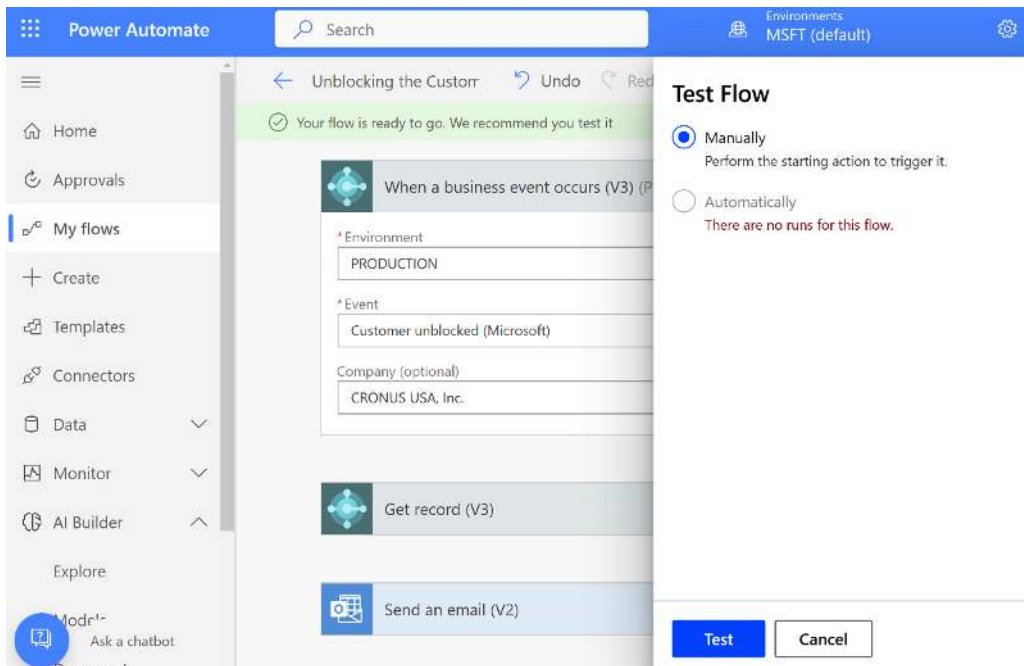 Power Automate
Search
Environments
MSFT (default)
Home
Approvals
My flows
Create
Templates
Connectors
Data
Monitor
AI Builder
Explore
Ask a chatbot
Unblocking the Custom
Undo
Red
Your flow is ready to go. We recommend you test it
When a business event occurs (V3) (P
*Environment
PRODUCTION
*Event
Customer unblocked (Microsoft)
Company (optional)
CRONUS USA, Inc.
Get record (V3)
Send an email (V2)
Test Flow
Manually
Perform the starting action to trigger it.
Automatically
There are no runs for this flow.
Test
Cancel